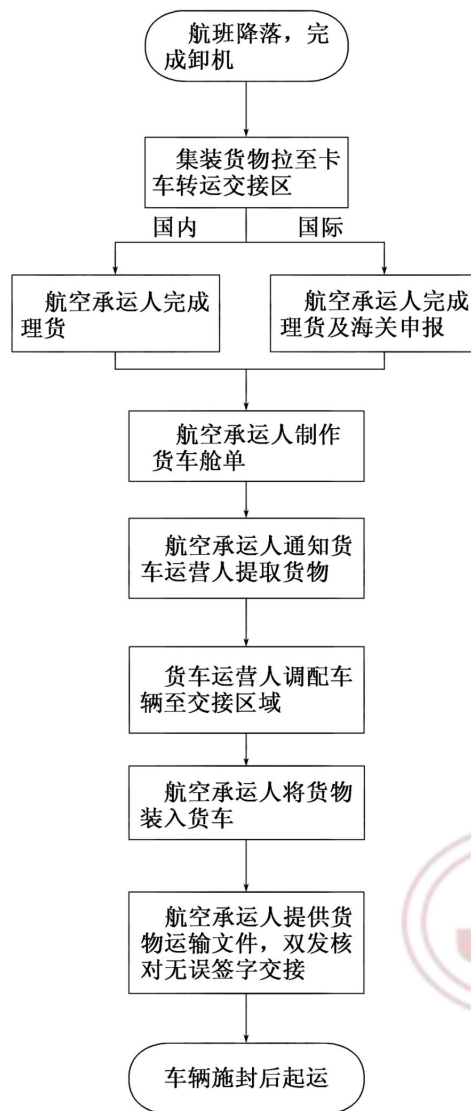 航班降落，完
成卸机
集装货物拉至卡
车转运交接区
国内
国际
航空承运人完成
理货
航空承运人完成
理货及海关申报
航空承运人制作
货车舱单
航空承运人通知货
车运营人提取货物
货车运营人调配车
辆至交接区域
航空承运人将货物
装入货车
航空承运人提供货
物运输文件，双发核
对无误签字交接
车辆施封后起运